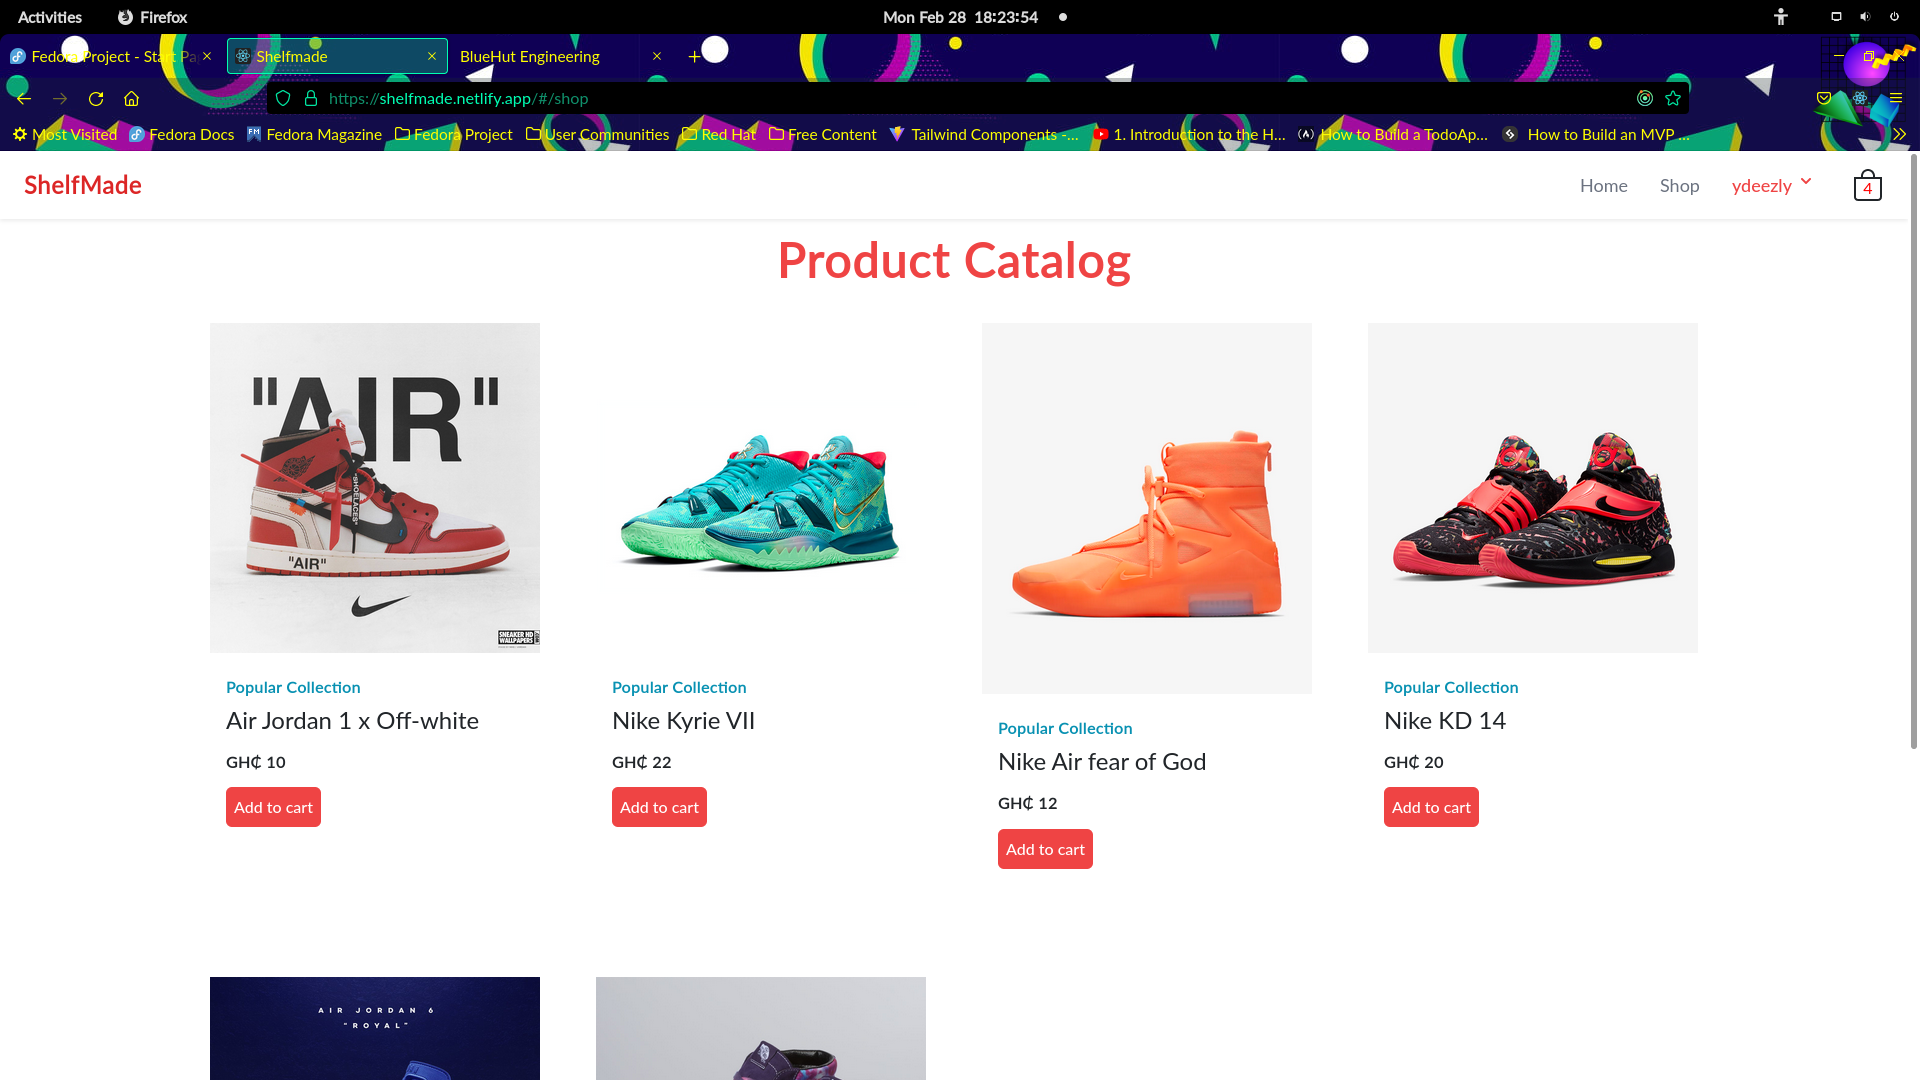 Activities Firefox Mon Feb 28 18:23:54
Fedora Project - Start Pa Shelfmade BlueHut Engineering
https://shelfmade.netlify.app/#/shop
Most Visited Fedora Docs Fedora Magazine Fedora Project User Communities Red Hat Free Content Tailwind Components -... 1. Introduction to the H... How to Build a TodoAp... How to Build an MVP ...
ShelfMade Home Shop ydeezly 4
Product Catalog
"AIR"
"SHOELACES"
"AIR"
SNEAKER HD
WALLPAPERS
Popular Collection
Air Jordan 1 x Off-white
GH₵ 10
Add to cart
Popular Collection
Nike Kyrie VII
GH₵ 22
Add to cart
Popular Collection
Nike Air fear of God
GH₵ 12
Add to cart
Popular Collection
Nike KD 14
GH₵ 20
Add to cart
AIR JORDAN 6
"ROYAL"